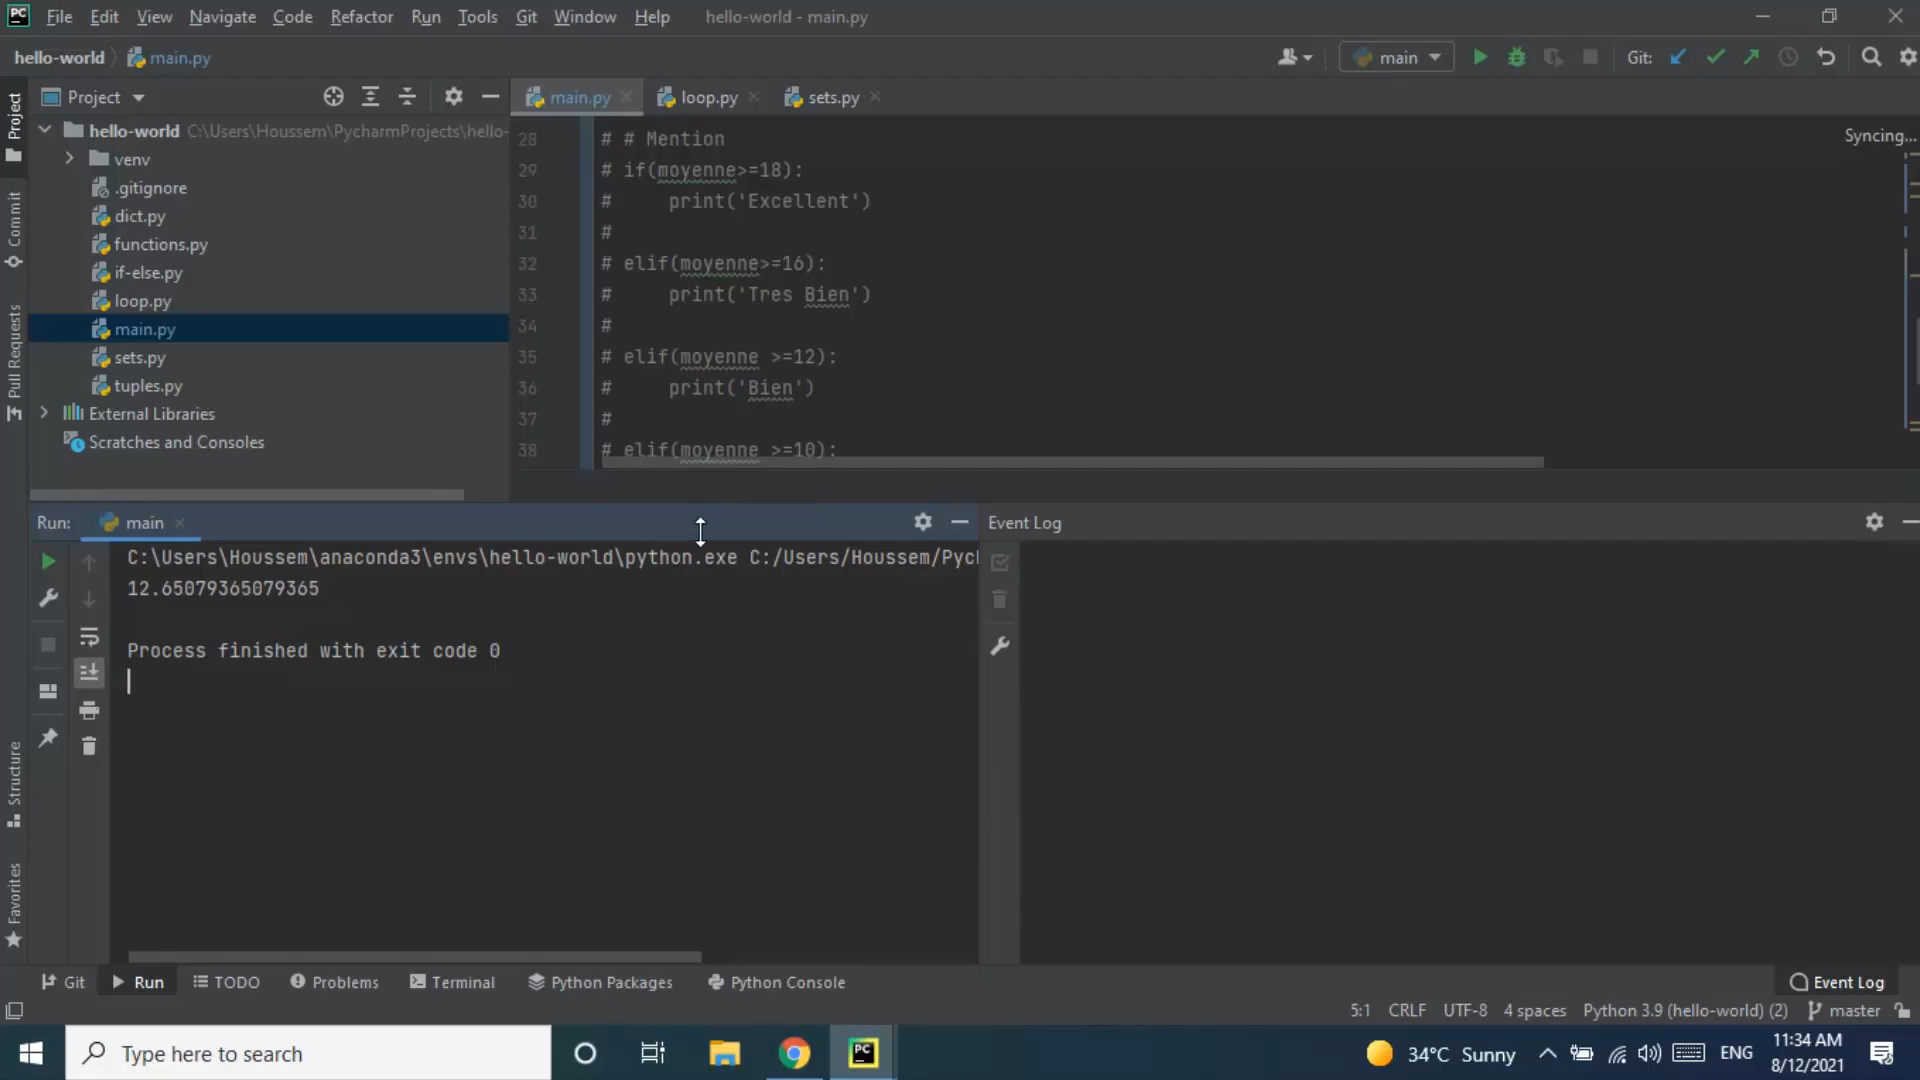 File Edit View Navigate Code Refactor Run Tools Git Window Help hello-world - main.py
hello-world main.py main Git:
Project main.py loop.py sets.py
hello-world C:\Users\Houssem\PycharmProjects\hello-
venv
.gitignore
dict.py
functions.py
if-else.py
loop.py
main.py
sets.py
tuples.py
External Libraries
Scratches and Consoles
Project
Commit
Pull Requests
Structure
Favorites
28 # # Mention
29 # if(moyenne>=18):
30 #     print('Excellent')
31 #
32 # elif(moyenne>=16):
33 #     print('Tres Bien')
34 #
35 # elif(moyenne >=12):
36 #     print('Bien')
37 #
38 # elif(moyenne >=10):
Syncing...
Run: main Event Log
C:\Users\Houssem\anaconda3\envs\hello-world\python.exe C:/Users/Houssem/Pych
12.65079365079365
Process finished with exit code 0
Git Run TODO Problems Terminal Python Packages Python Console Event Log
5:1 CRLF UTF-8 4 spaces Python 3.9 (hello-world) (2) master
Type here to search 34°C Sunny ENG 11:34 AM
8/12/2021